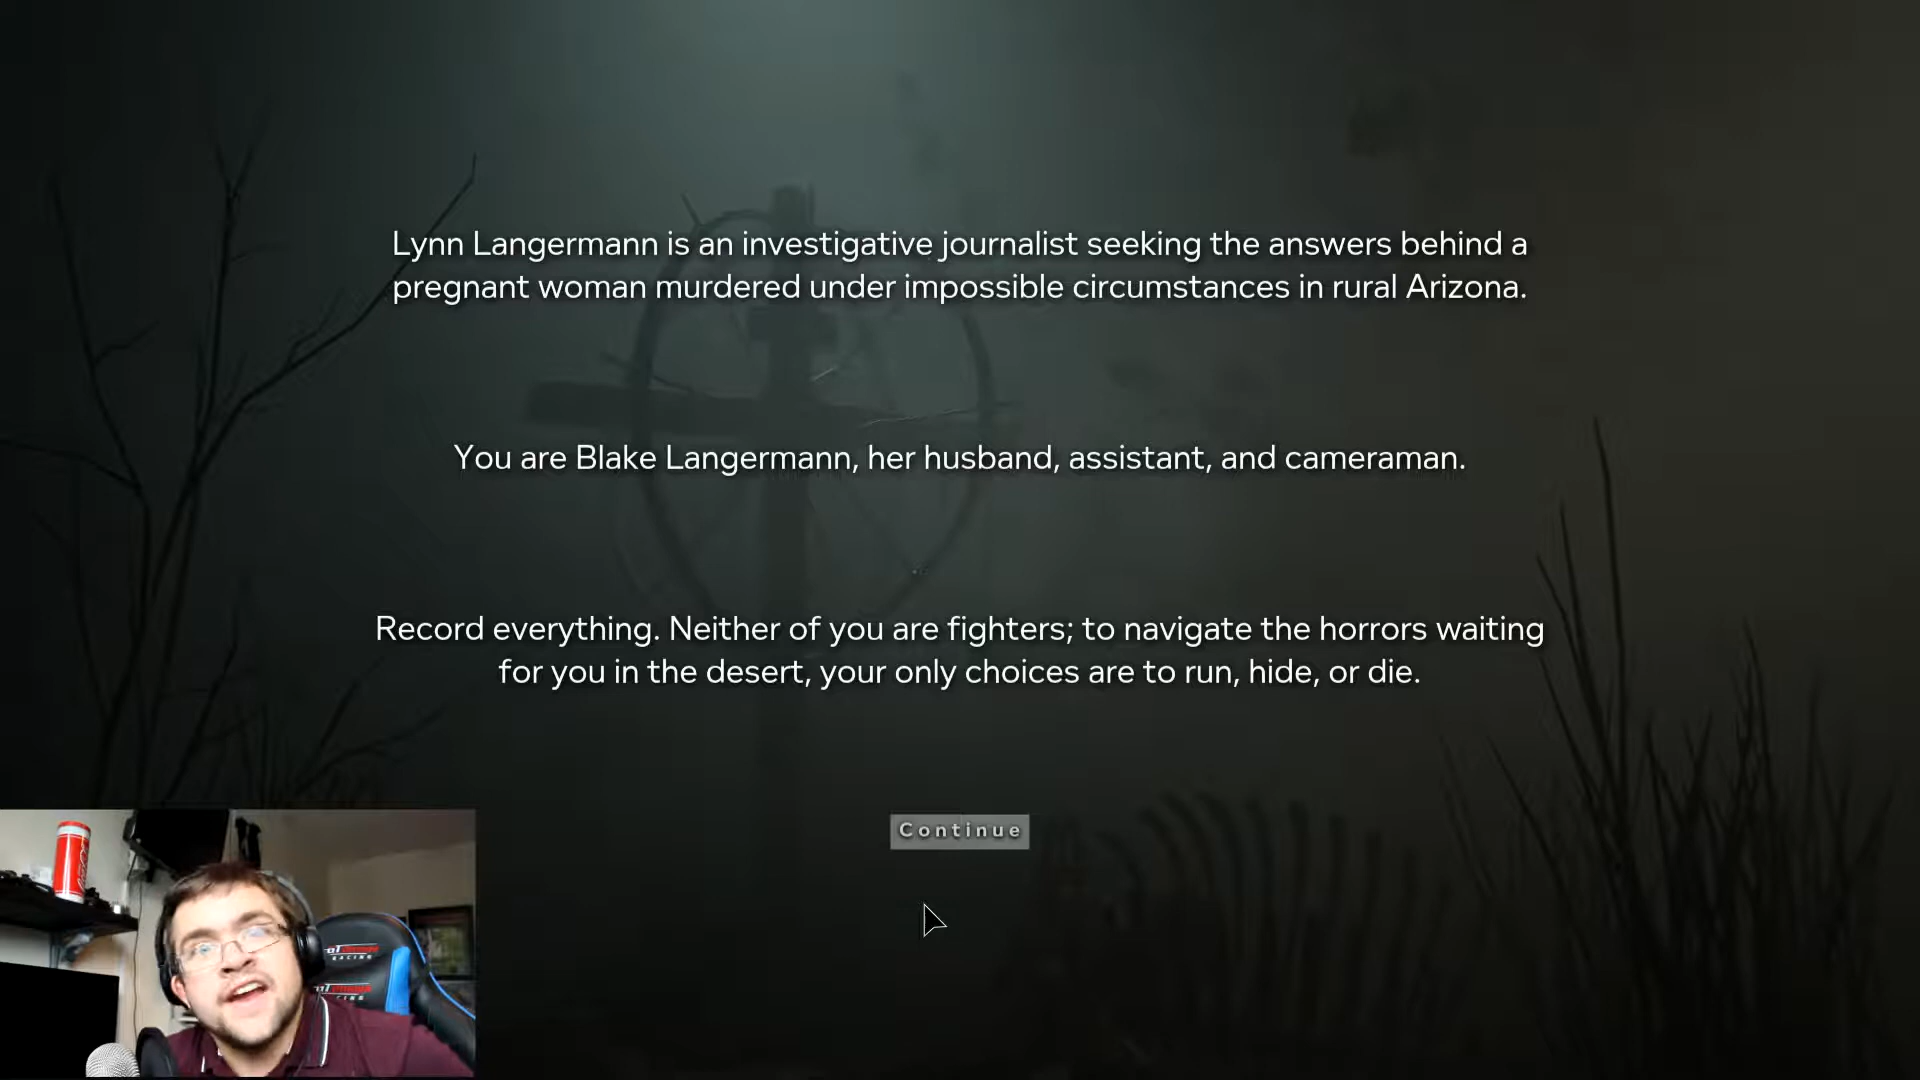 Lynn Langermann is an investigative journalist seeking the answers behind a
pregnant woman murdered under impossible circumstances in rural Arizona.
You are Blake Langermann, her husband, assistant, and cameraman.
Record everything. Neither of you are fighters; to navigate the horrors waiting
for you in the desert, your only choices are to run, hide, or die.
Continue
RACING